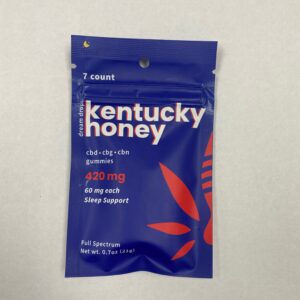 7 count
dream drops
kentucky
honey
cbd • cbg • cbn
gummies
420 mg
60 mg each
Sleep Support
Full Spectrum
Net wt. 0.7oz (21g)